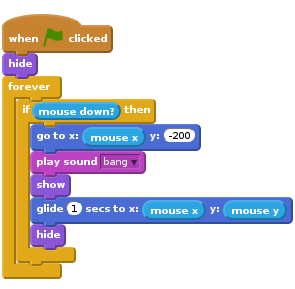 when clicked
hide
forever
if mouse down? then
go to x: mouse x y: -200
play sound bang
show
glide 1 secs to x: mouse x y: mouse y
hide